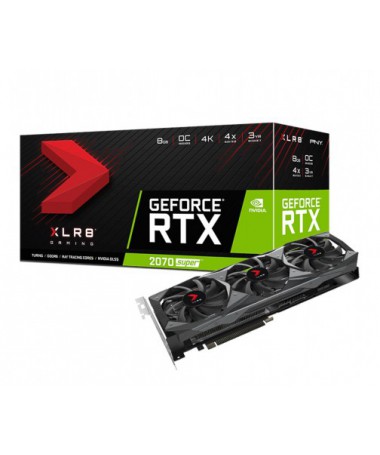 8GB OC 4K 4x 3YR
GEFORCE
RTX
2070 super
NVIDIA
XLR8
GAMING
XLR8 PNY
8GB OC
4x 3YR
GEFORCE
RTX